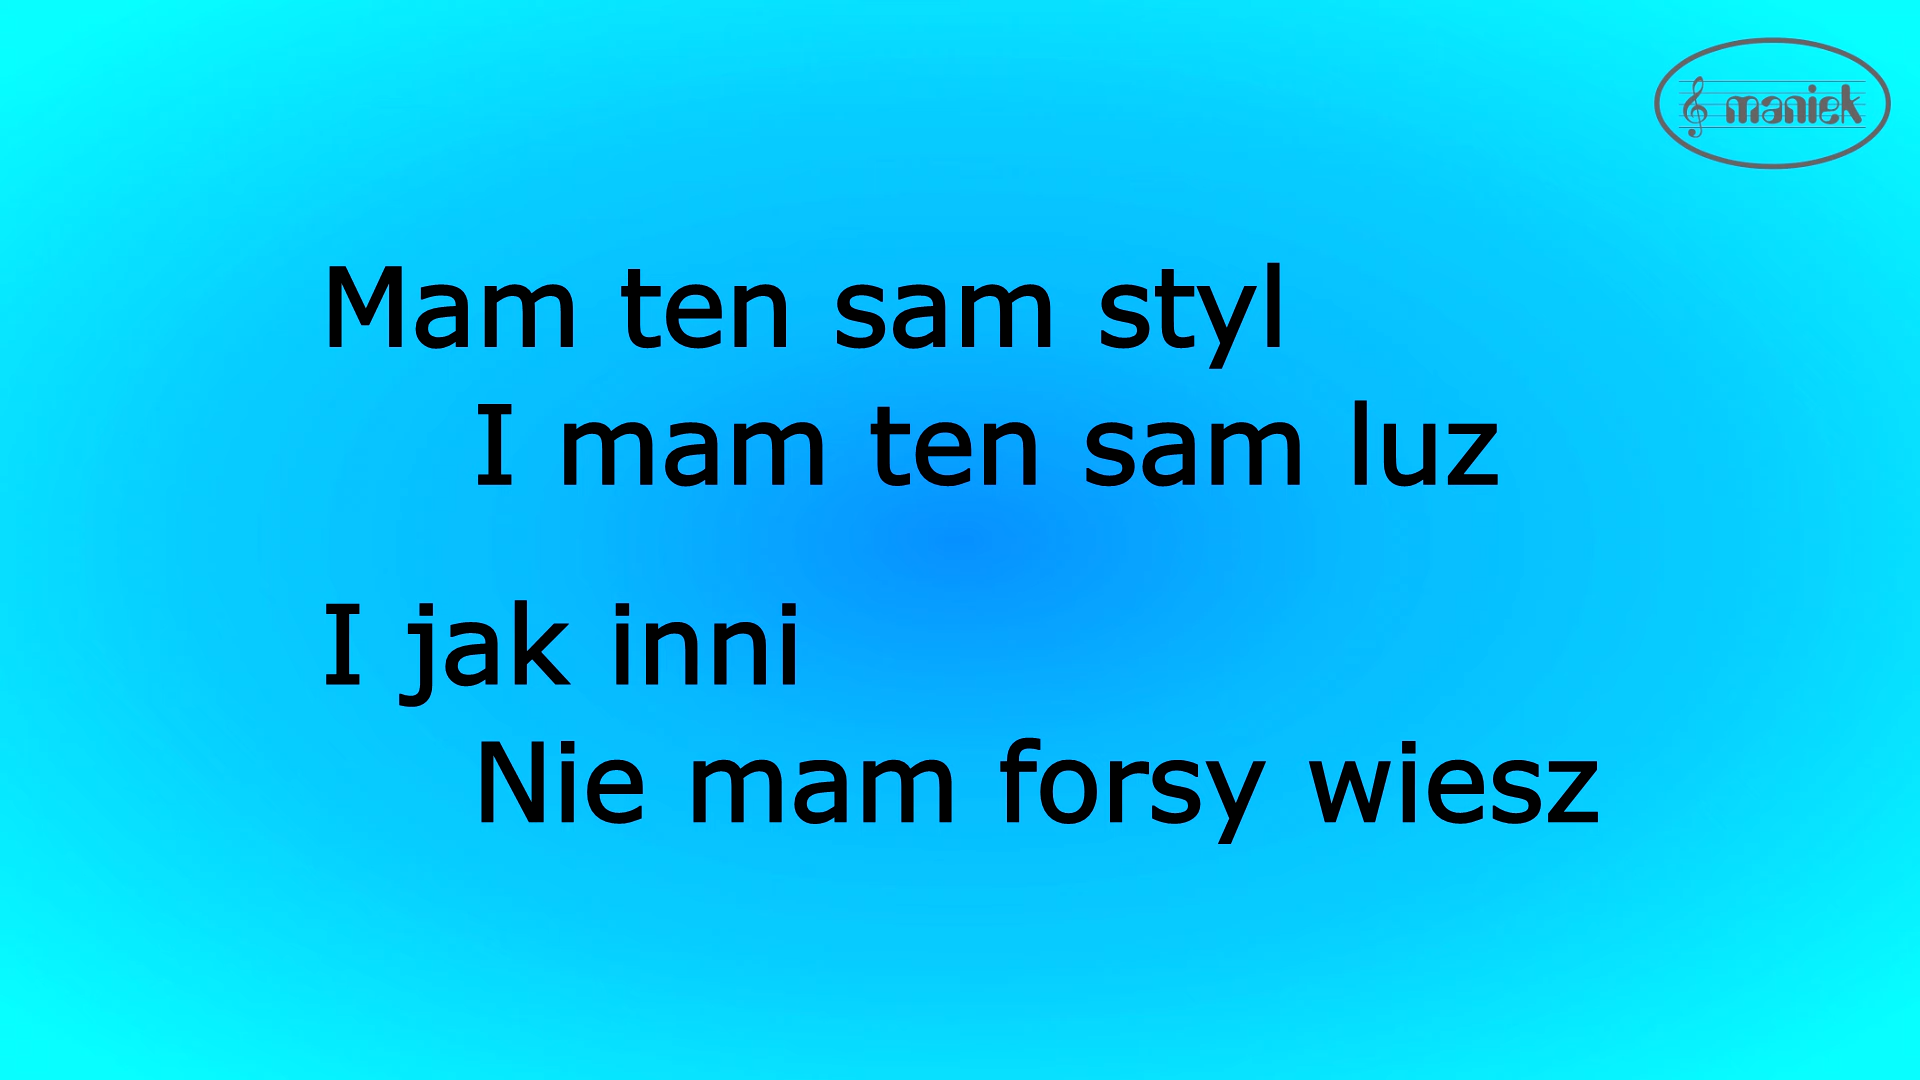 maniek
Mam ten sam styl
I mam ten sam luz
I jak inni
Nie mam forsy wiesz